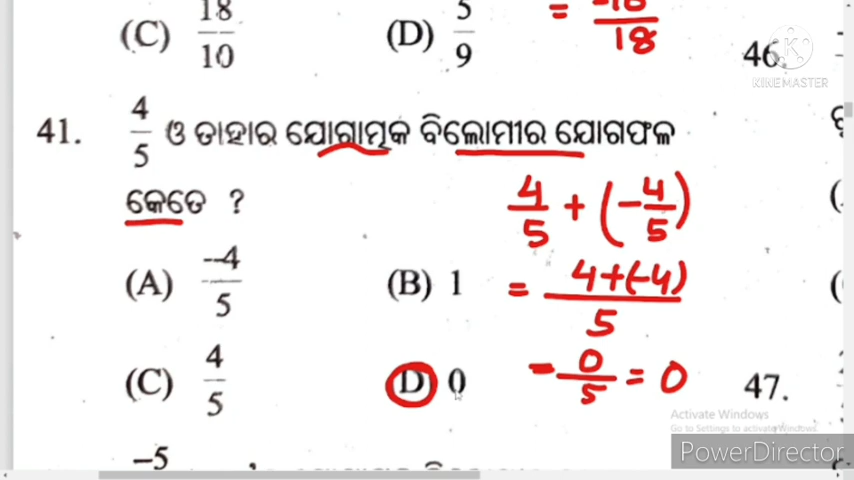 (C) 18/10 (D) 5/9 = -18/18
46.
KINEMASTER
41. 4/5 ଓ ତାହାର ଯୋଗାତ୍ମକ ବିଲୋମୀର ଯୋଗଫଳ
କେତେ ?
4/5 + (-4/5)
(A) --4/5 (B) 1 = 4+(-4)/5
(C) 4/5 (D) 0 - 0/5 = 0
47.
Activate Windows
Go to Settings to activate Windows.
PowerDirector
-5